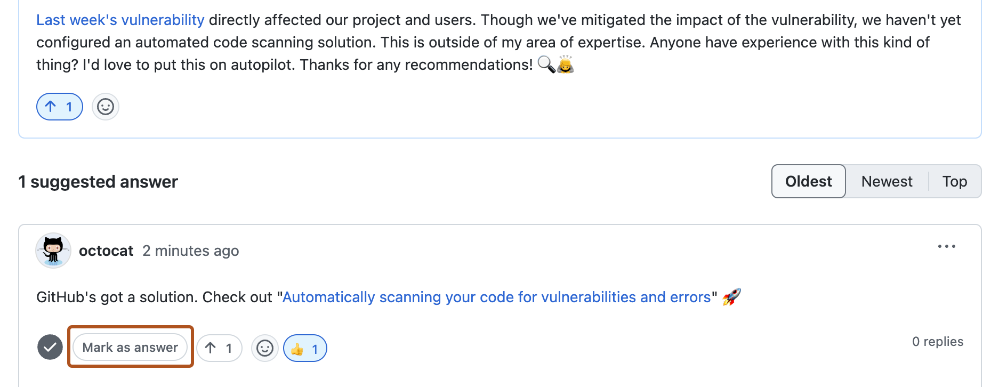 Last week's vulnerability directly affected our project and users. Though we've mitigated the impact of the vulnerability, we haven't yet
configured an automated code scanning solution. This is outside of my area of expertise. Anyone have experience with this kind of
thing? I'd love to put this on autopilot. Thanks for any recommendations! 🔍🙇
↑ 1
1 suggested answer
Oldest Newest Top
octocat 2 minutes ago
GitHub's got a solution. Check out "Automatically scanning your code for vulnerabilities and errors" 🚀
Mark as answer ↑ 1 👍 1
0 replies